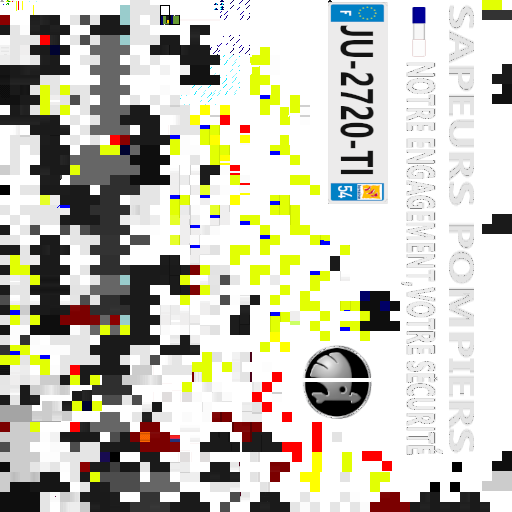 SAPEURS POMPIERS
NOTRE ENGAGEMENT, VOTRE SÉCURITÉ
F
JU-2720-TI
54